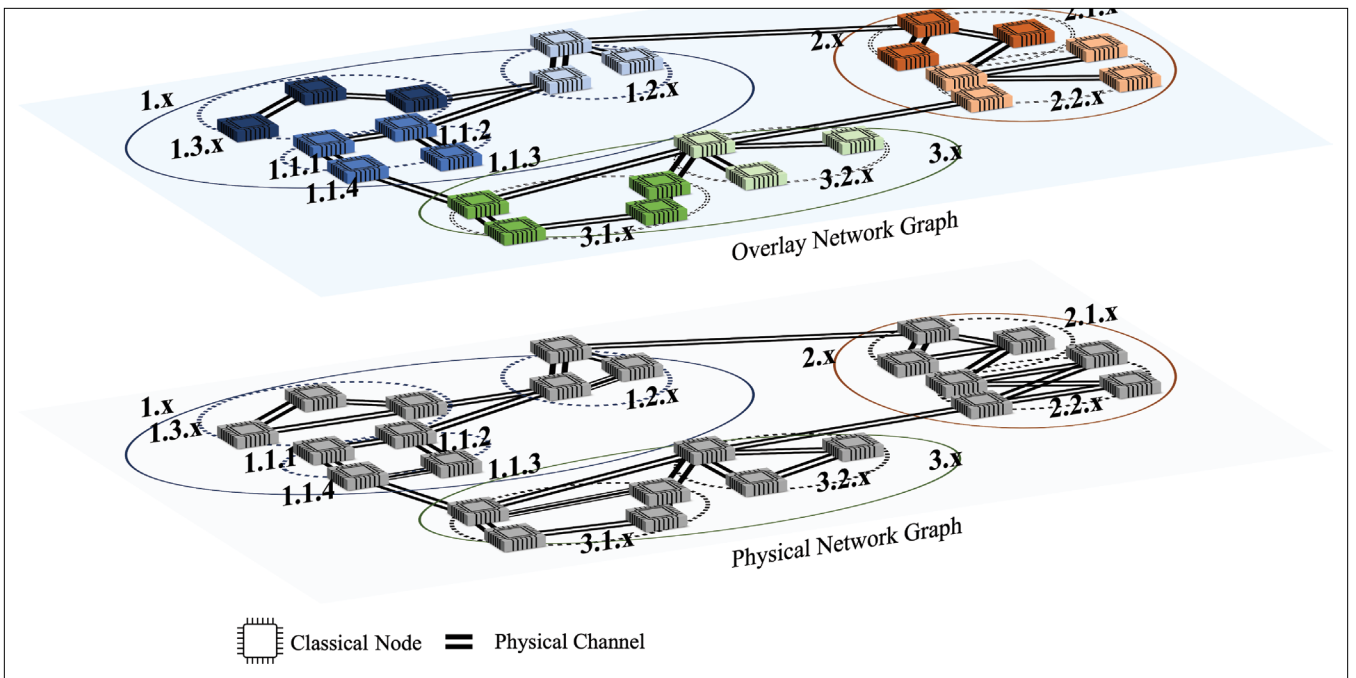 2.1.x
2.x
1.x
1.2.x
2.2.x
1.3.x
1.1.2
1.1.1
1.1.3
3.x
1.1.4
3.2.x
3.1.x
Overlay Network Graph
2.1.x
2.x
1.x
1.2.x
2.2.x
1.3.x
1.1.2
1.1.1
1.1.3
3.x
1.1.4
3.2.x
3.1.x
Physical Network Graph
Classical Node
Physical Channel